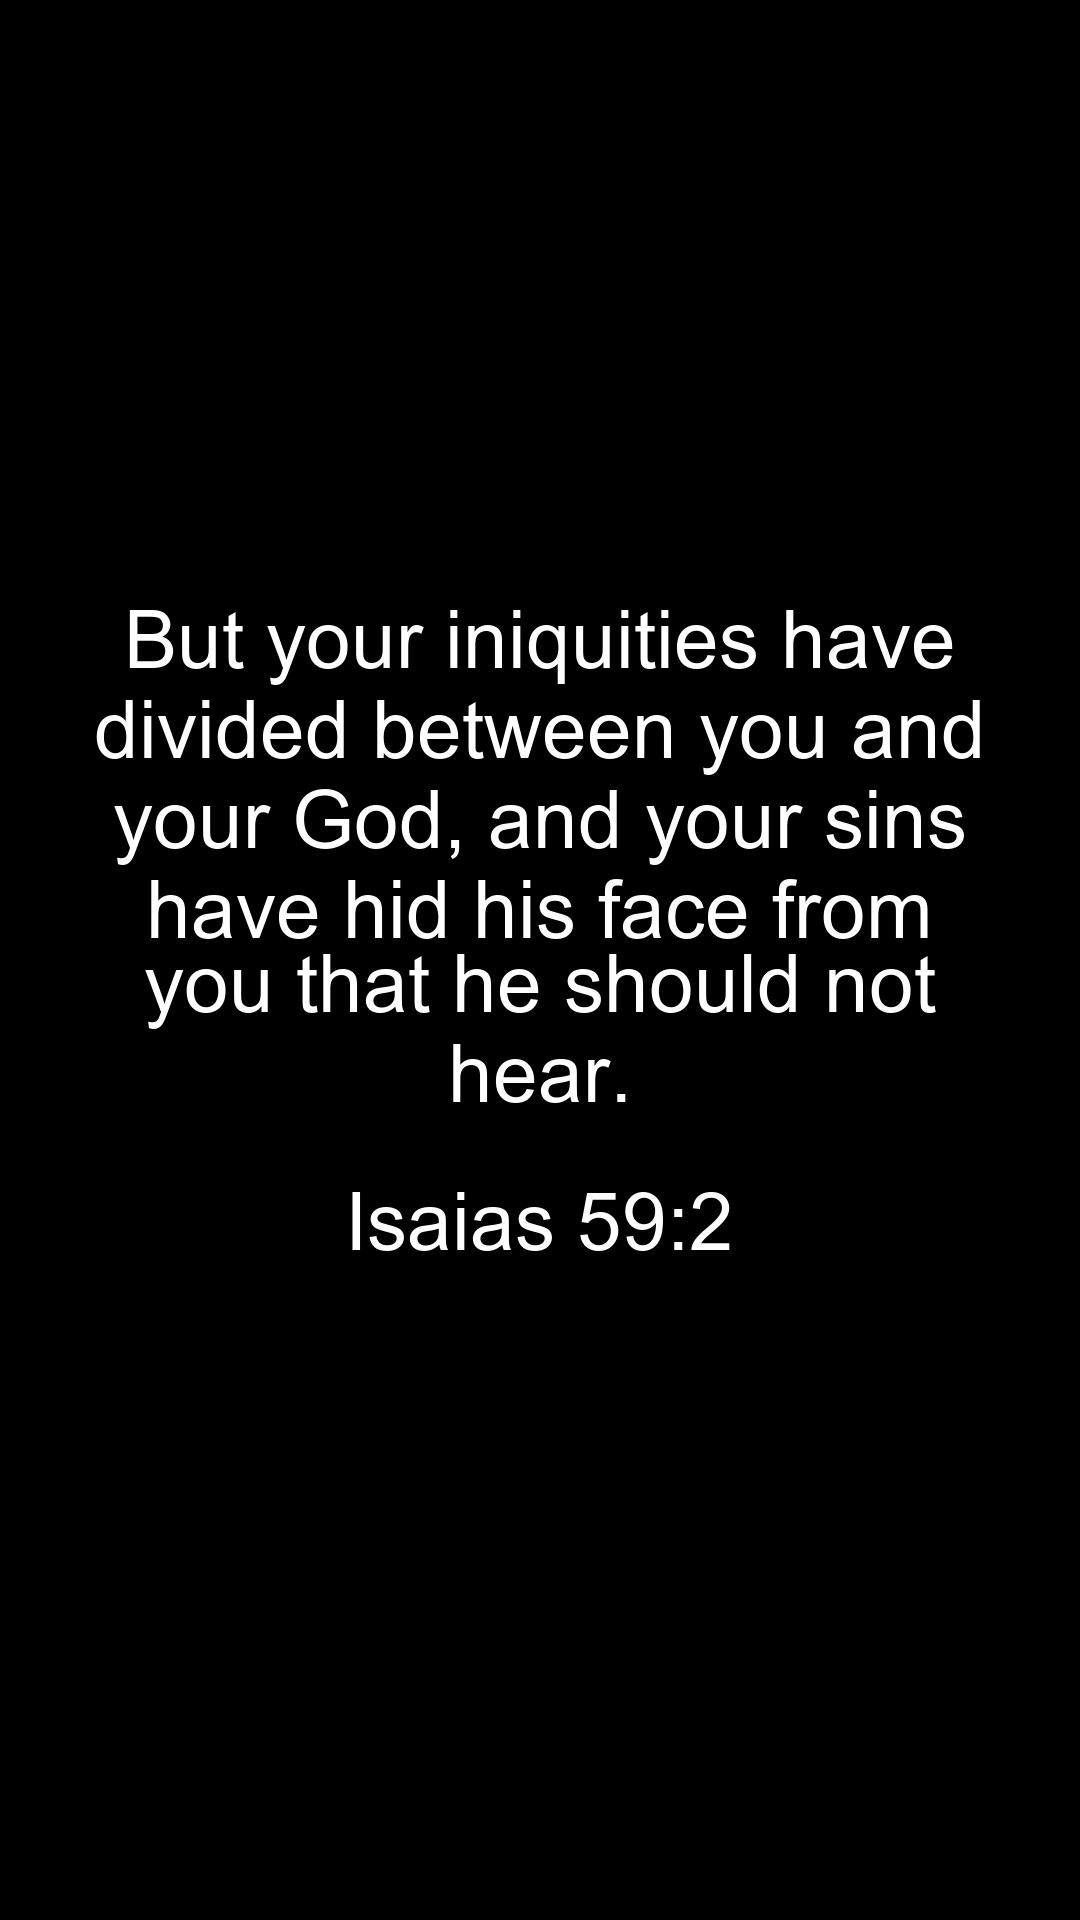 But your iniquities have
divided between you and
your God, and your sins
have hid his face from
you that he should not
hear.
Isaias 59:2